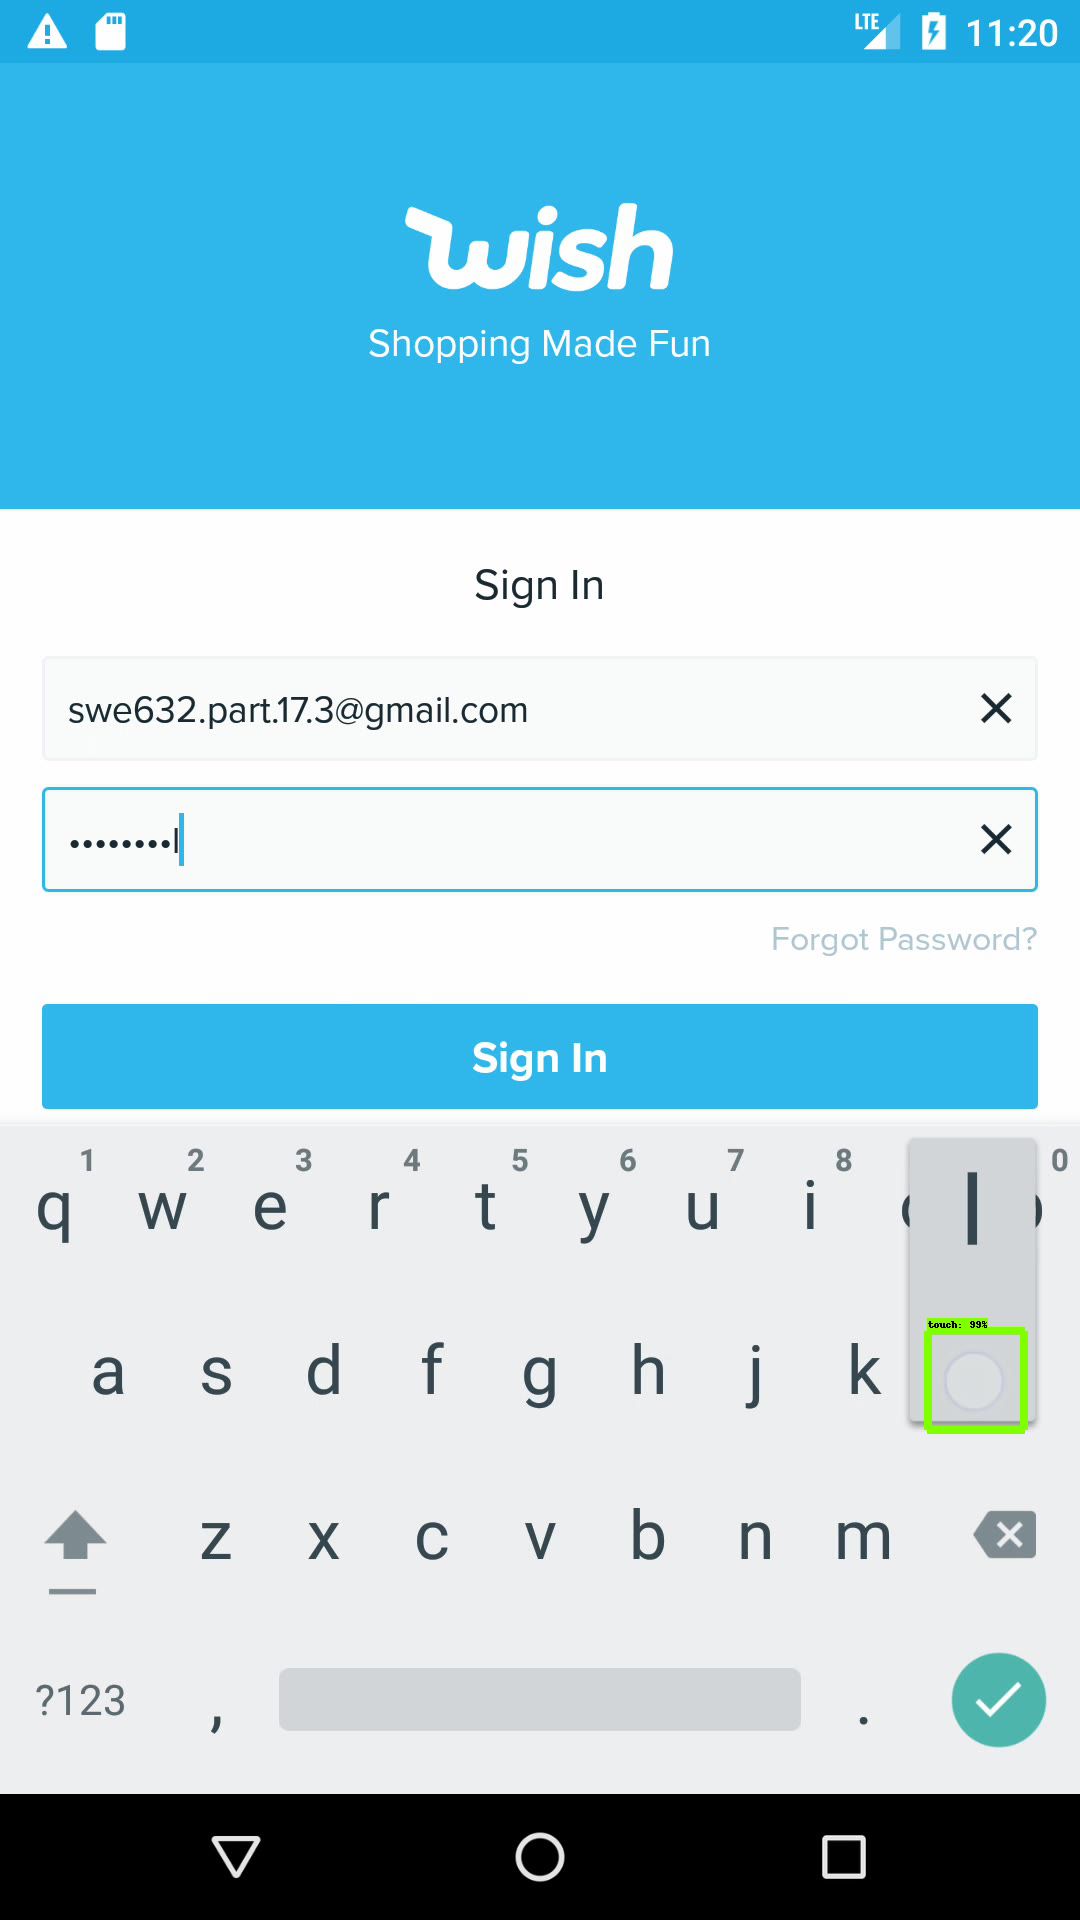 LTE 11:20
wish
Shopping Made Fun
Sign In
swe632.part.17.3@gmail.com
••••••••l
Forgot Password?
Sign In
1 2 3 4 5 6 7 8 0
q w e r t y u i l
touch: 99%
a s d f g h j k
z x c v b n m
?123 , .